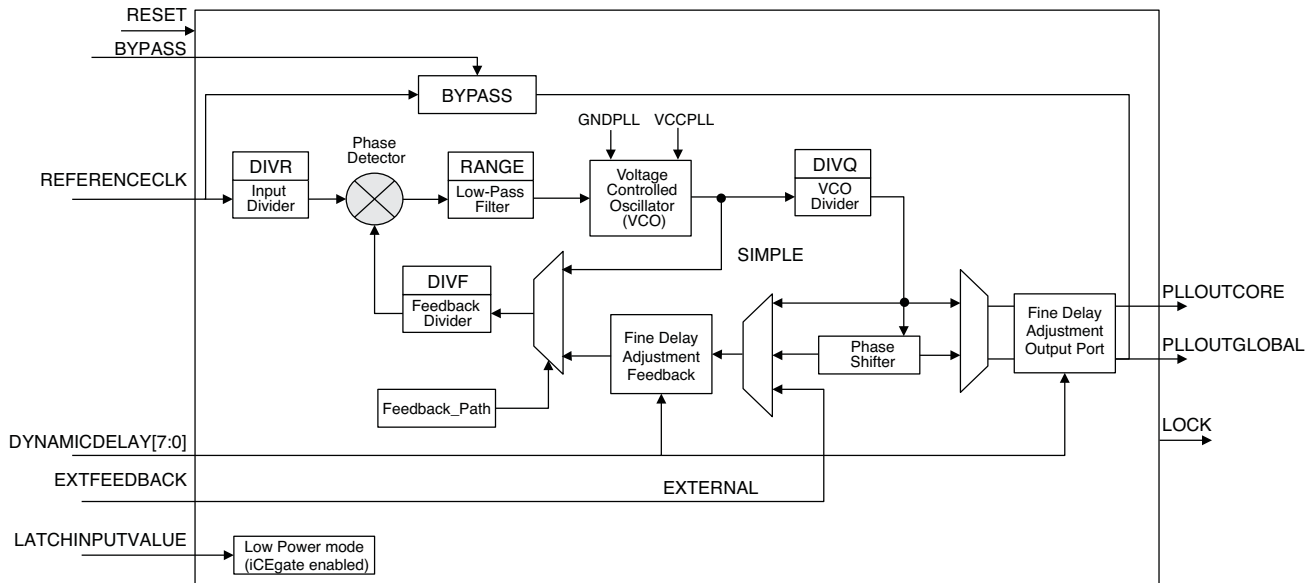 RESET
BYPASS
BYPASS
GNDPLL
VCCPLL
Phase
Detector
REFERENCECLK
DIVR
Input
Divider
RANGE
Low-Pass
Filter
Voltage
Controlled
Oscillator
(VCO)
DIVQ
VCO
Divider
SIMPLE
DIVF
Feedback
Divider
Fine Delay
Adjustment
Feedback
Phase
Shifter
Fine Delay
Adjustment
Output Port
PLLOUTCORE
PLLOUTGLOBAL
Feedback_Path
DYNAMICDELAY[7:0]
LOCK
EXTFEEDBACK
EXTERNAL
LATCHINPUTVALUE
Low Power mode
(iCEgate enabled)